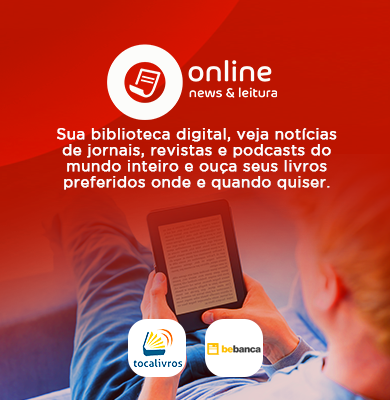 online
news & leitura
Sua biblioteca digital, veja notícias
de jornais, revistas e podcasts do
mundo inteiro e ouça seus livros
preferidos onde e quando quiser.
tocalivros
bebanca